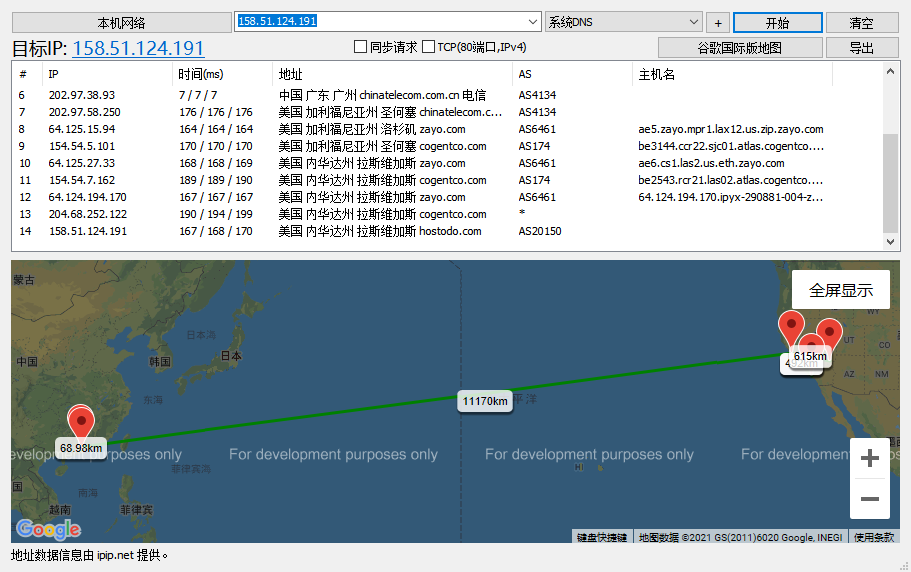 本机网络 158.51.124.191 系统DNS + 开始 清空
目标IP: 158.51.124.191 同步请求 TCP(80端口,IPv4) 谷歌国际版地图 导出
# IP 时间(ms) 地址 AS 主机名
6 202.97.38.93 7 / 7 / 7 中国 广东 广州 chinatelecom.com.cn 电信 AS4134
7 202.97.58.250 176 / 176 / 176 美国 加利福尼亚州 圣何塞 chinatelecom.c... AS4134
8 64.125.15.94 164 / 164 / 164 美国 加利福尼亚州 洛杉矶 zayo.com AS6461 ae5.zayo.mpr1.lax12.us.zip.zayo.com
9 154.54.5.101 170 / 170 / 170 美国 加利福尼亚州 圣何塞 cogentco.com AS174 be3144.ccr22.sjc01.atlas.cogentco....
10 64.125.27.33 168 / 168 / 169 美国 内华达州 拉斯维加斯 zayo.com AS6461 ae6.cs1.las2.us.eth.zayo.com
11 154.54.7.162 189 / 189 / 190 美国 内华达州 拉斯维加斯 cogentco.com AS174 be2543.rcr21.las02.atlas.cogentco....
12 64.124.194.170 167 / 167 / 167 美国 内华达州 拉斯维加斯 zayo.com AS6461 64.124.194.170.ipyx-290881-004-z...
13 204.68.252.122 190 / 194 / 199 美国 内华达州 拉斯维加斯 cogentco.com *
14 158.51.124.191 167 / 168 / 170 美国 内华达州 拉斯维加斯 hostodo.com AS20150
蒙古
全屏显示
WY
日本海
UT CO
中国 韩国 日本
615km
AZ NM
东海
11170km
平洋
68.98km
For development purposes only
For development purposes only
For development
菲律宾海
HI
南海
越南 菲律宾
Google
键盘快捷键 地图数据 ©2021 GS(2011)6020 Google, INEGI 使用条款
地址数据信息由 ipip.net 提供。